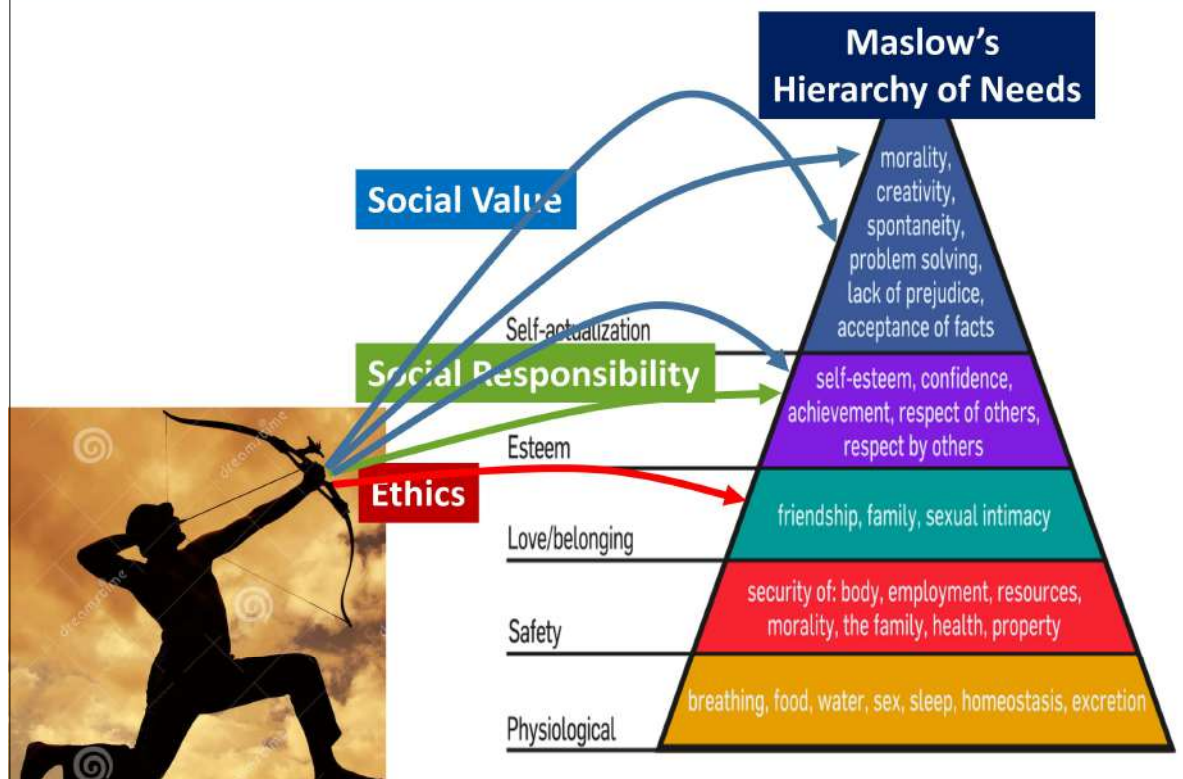 Maslow's
Hierarchy of Needs
Social Value
morality,
creativity,
spontaneity,
problem solving,
lack of prejudice,
acceptance of facts
Self-actualization
Social Responsibility
self-esteem, confidence,
achievement, respect of others,
respect by others
Esteem
Ethics
friendship, family, sexual intimacy
Love/belonging
security of: body, employment, resources,
morality, the family, health, property
Safety
breathing, food, water, sex, sleep, homeostasis, excretion
Physiological
dreamstime
dreamstime
dreamstime